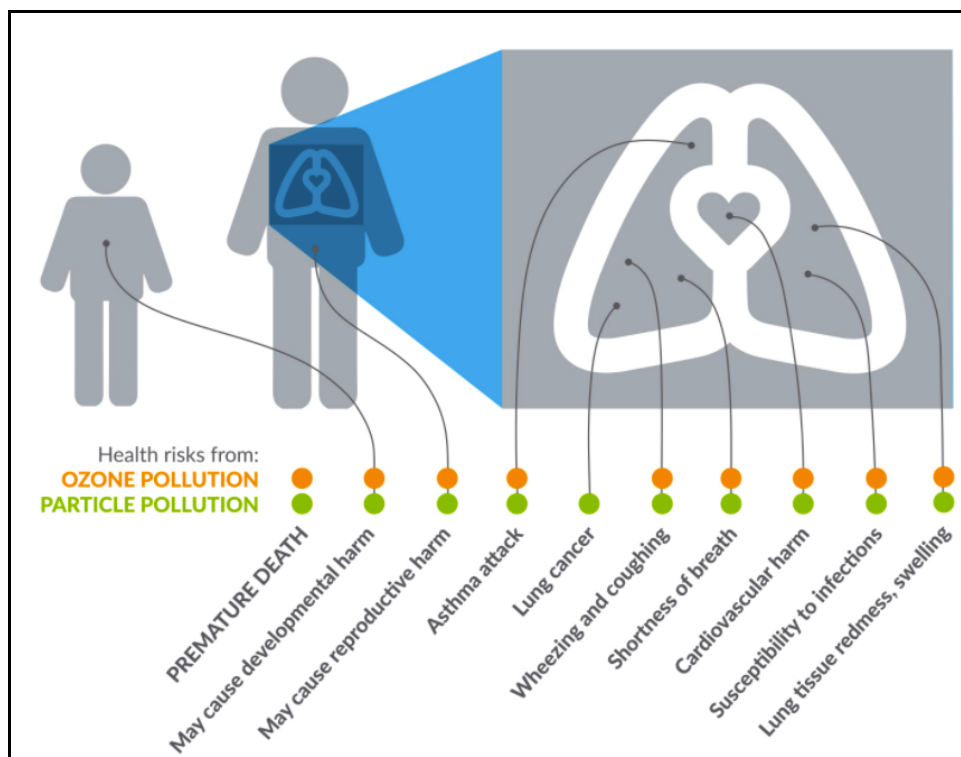 Health risks from:
OZONE POLLUTION
PARTICLE POLLUTION
PREMATURE DEATH
May cause developmental harm
May cause reproductive harm
Asthma attack
Lung cancer
Wheezing and coughing
Shortness of breath
Cardiovascular harm
Susceptibility to infections
Lung tissue redmess, swelling